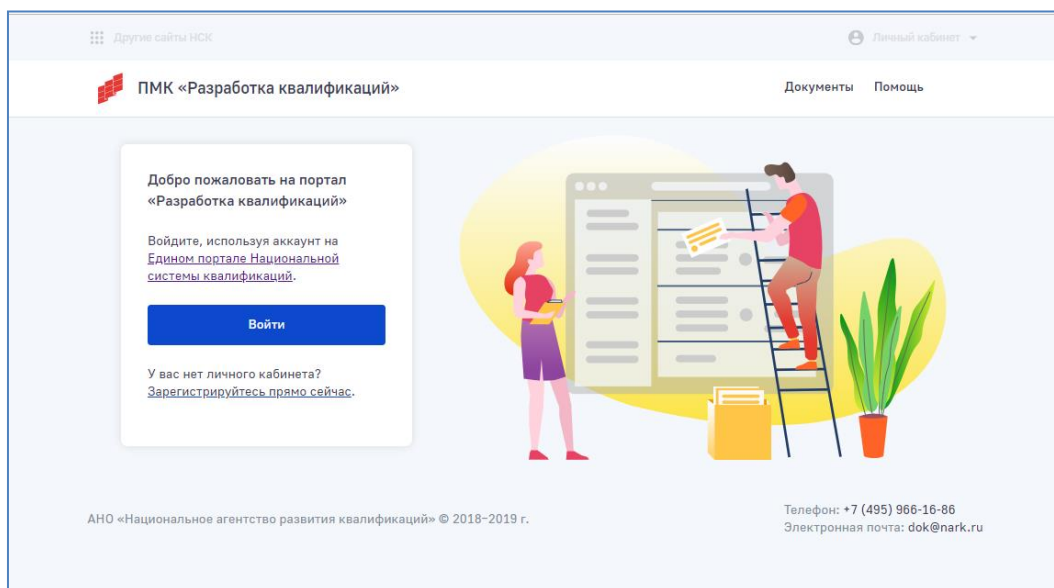 Другие сайты НСК
Личный кабинет
ПМК «Разработка квалификаций»
Документы Помощь
Добро пожаловать на портал
«Разработка квалификаций»
Войдите, используя аккаунт на
Едином портале Национальной
системы квалификаций.
Войти
У вас нет личного кабинета?
Зарегистрируйтесь прямо сейчас.
АНО «Национальное агентство развития квалификаций» © 2018-2019 г.
Телефон: +7 (495) 966-16-86
Электронная почта: dok@nark.ru